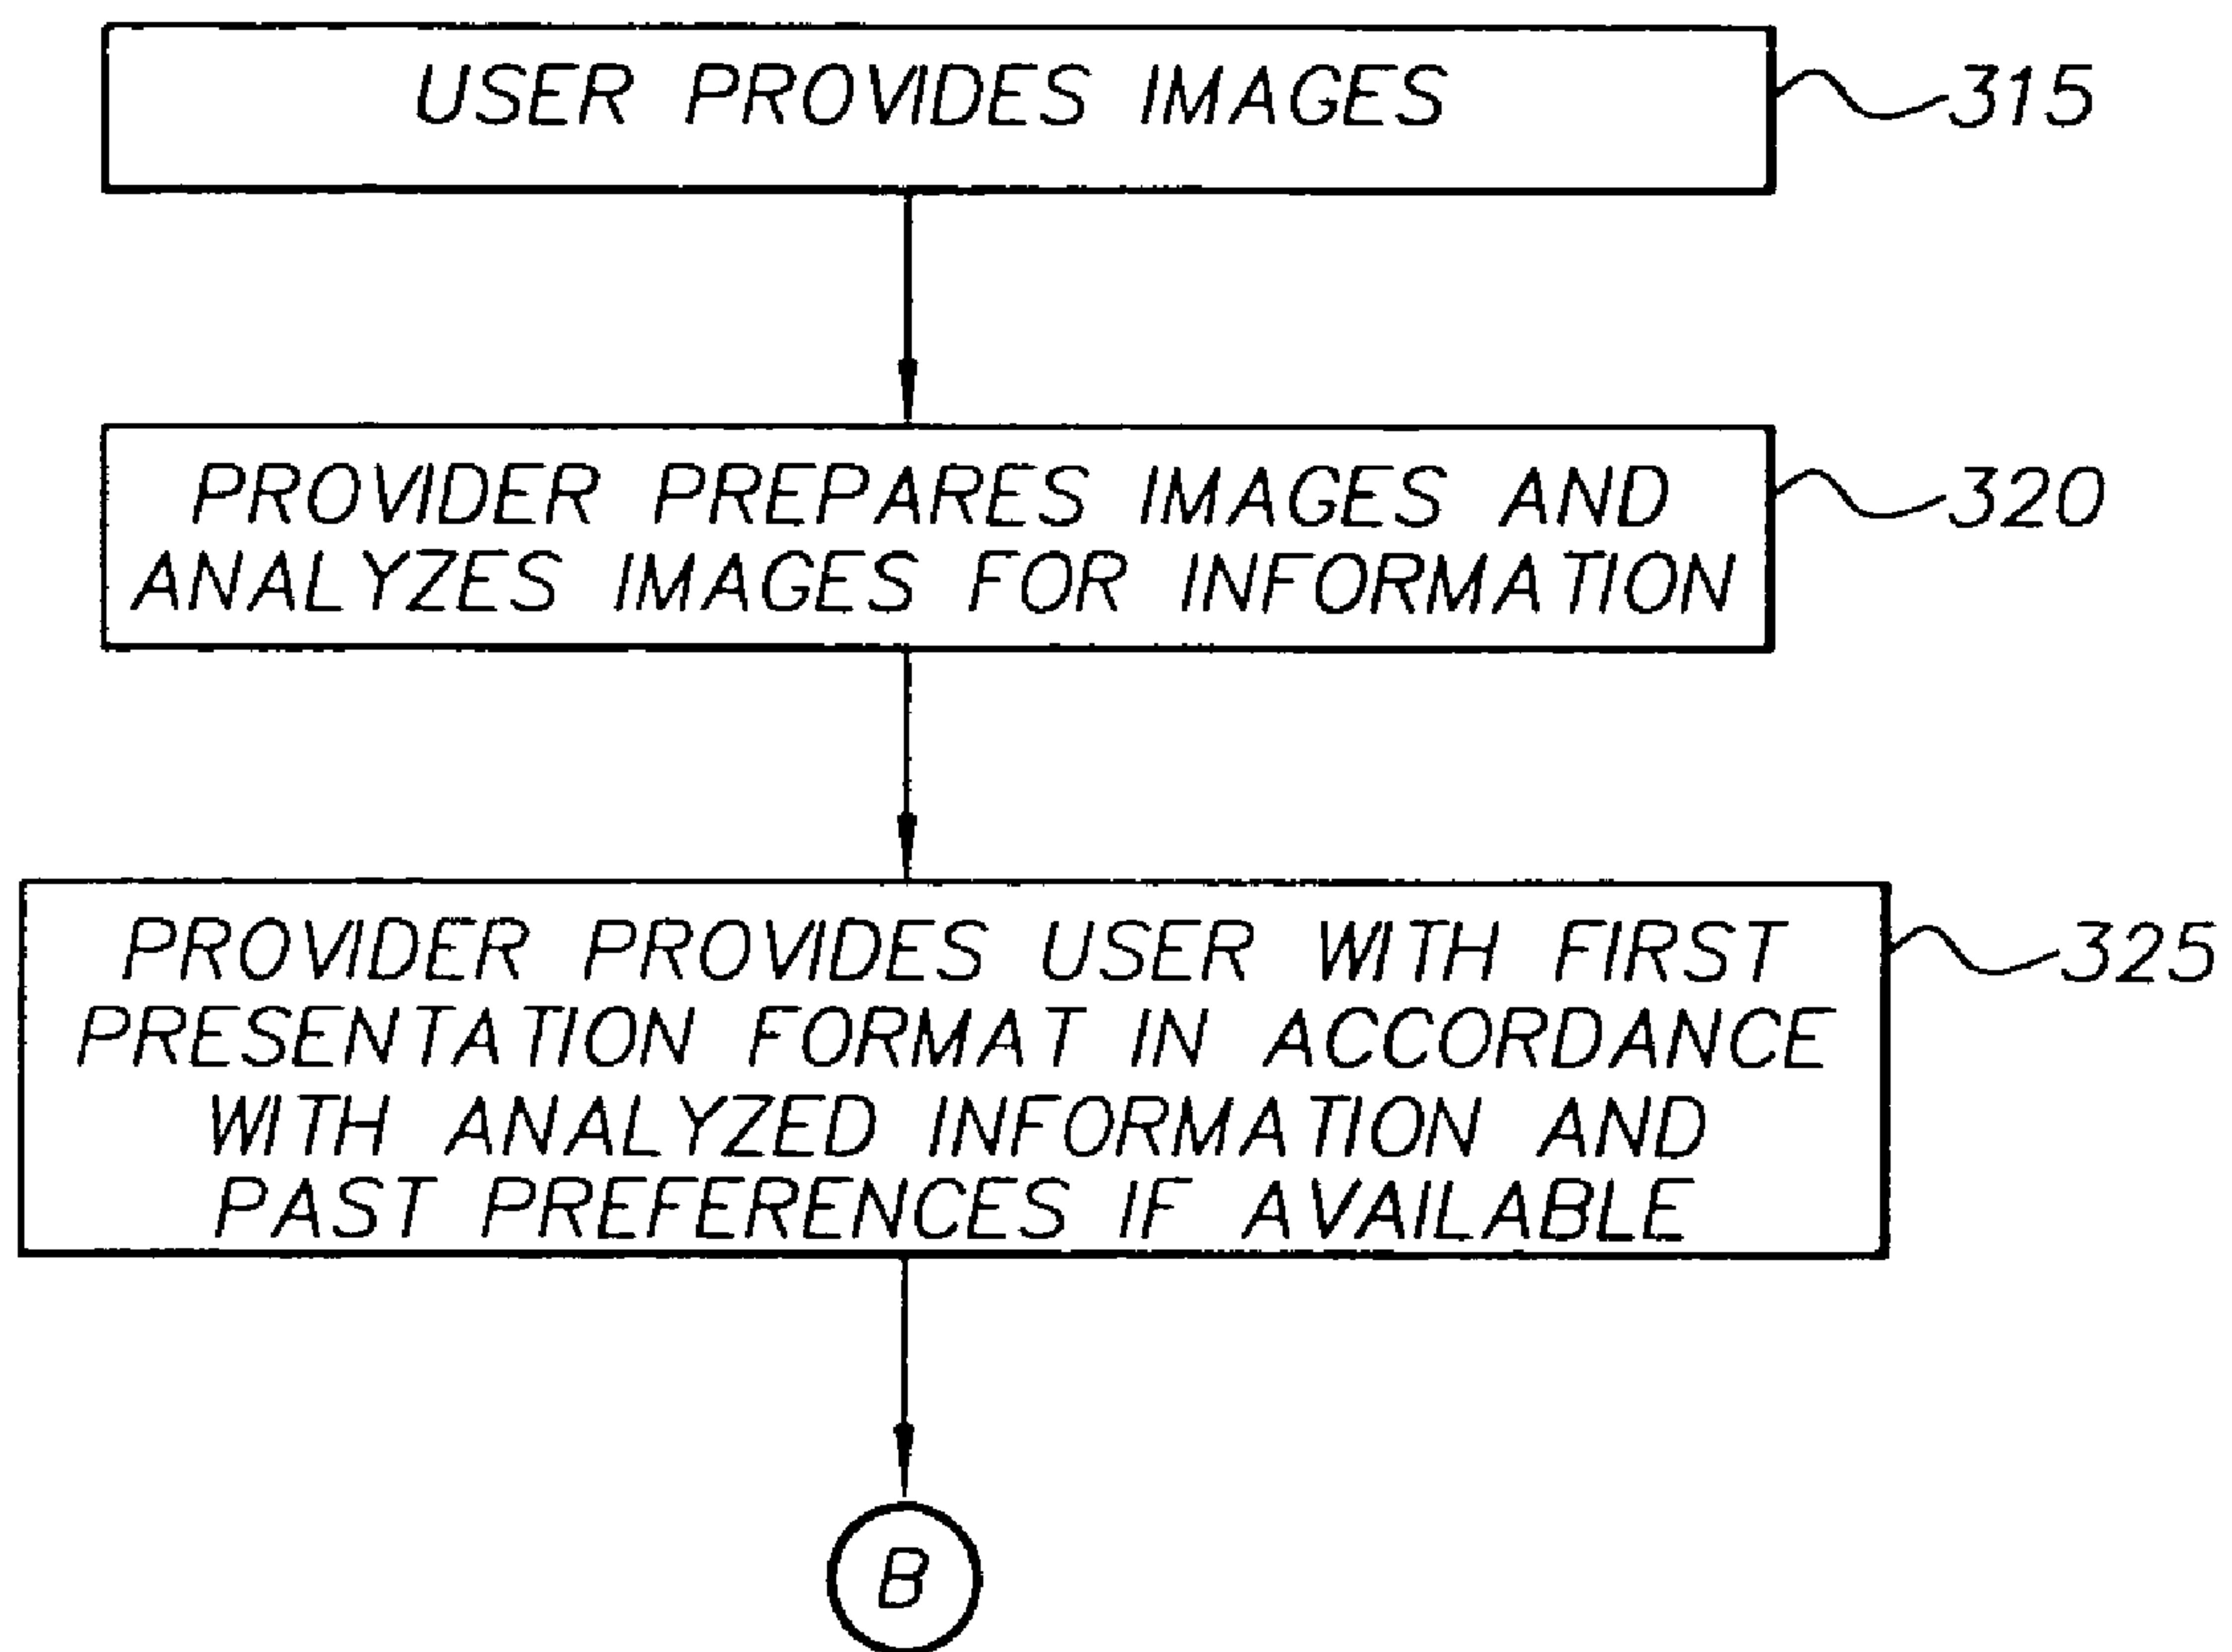 USER PROVIDES IMAGES
315
PROVIDER PREPARES IMAGES AND
320
ANALYZES IMAGES FOR INFORMATION
PROVIDER PROVIDES USER WITH FIRST
325
PRESENTATION FORMAT IN ACCORDANCE
WITH ANALYZED INFORMATION AND
PAST PREFERENCES IF AVAILABLE
B